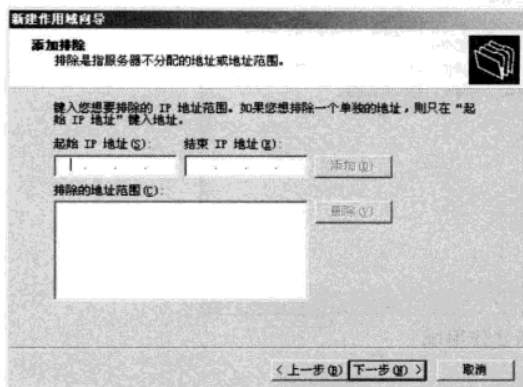 新建作用域向导
添加排除
排除是指服务器不分配的地址或地址范围。
键入您想要排除的 IP 地址范围。如果您想排除一个单独的地址，则只在“起
始 IP 地址”键入地址。
起始 IP 地址(S):  结束 IP 地址(E):
添加(D)
排除的地址范围(C):
删除(V)
< 上一步(B)  下一步(N) >  取消